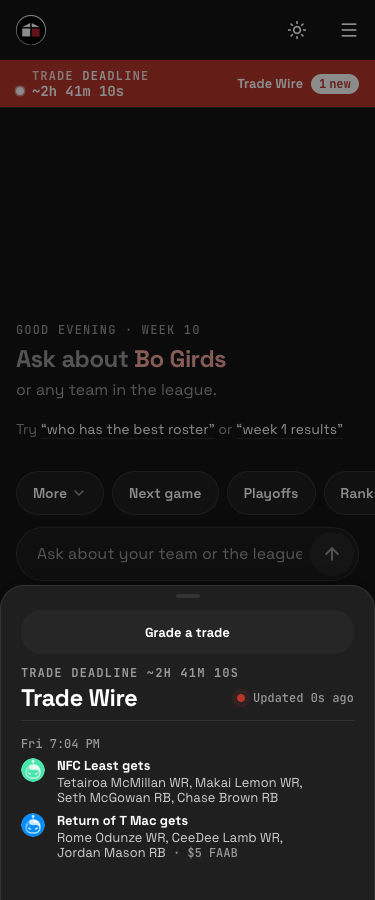 TRADE DEADLINE
~2h 41m 10s
Trade Wire 1 new
GOOD EVENING · WEEK 10
Ask about Bo Girds
or any team in the league.
Try “who has the best roster” or “week 1 results”
More Next game Playoffs Rank
Ask about your team or the league
Grade a trade
TRADE DEADLINE ~2H 41M 10S
Trade Wire Updated 0s ago
Fri 7:04 PM
NFC Least gets
Tetairoa McMillan WR, Makai Lemon WR,
Seth McGowan RB, Chase Brown RB
Return of T Mac gets
Rome Odunze WR, CeeDee Lamb WR,
Jordan Mason RB · $5 FAAB